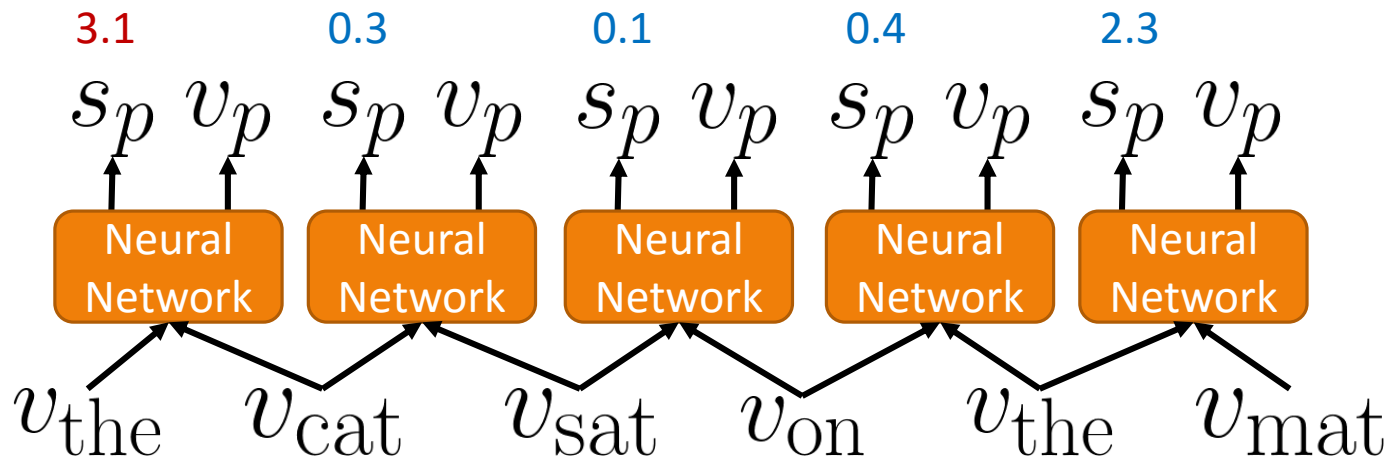 3.1 0.3 0.1 0.4 2.3
s_p v_p s_p v_p s_p v_p s_p v_p s_p v_p
Neural Neural Neural Neural Neural
Network Network Network Network Network
v_the v_cat v_sat v_on v_the v_mat